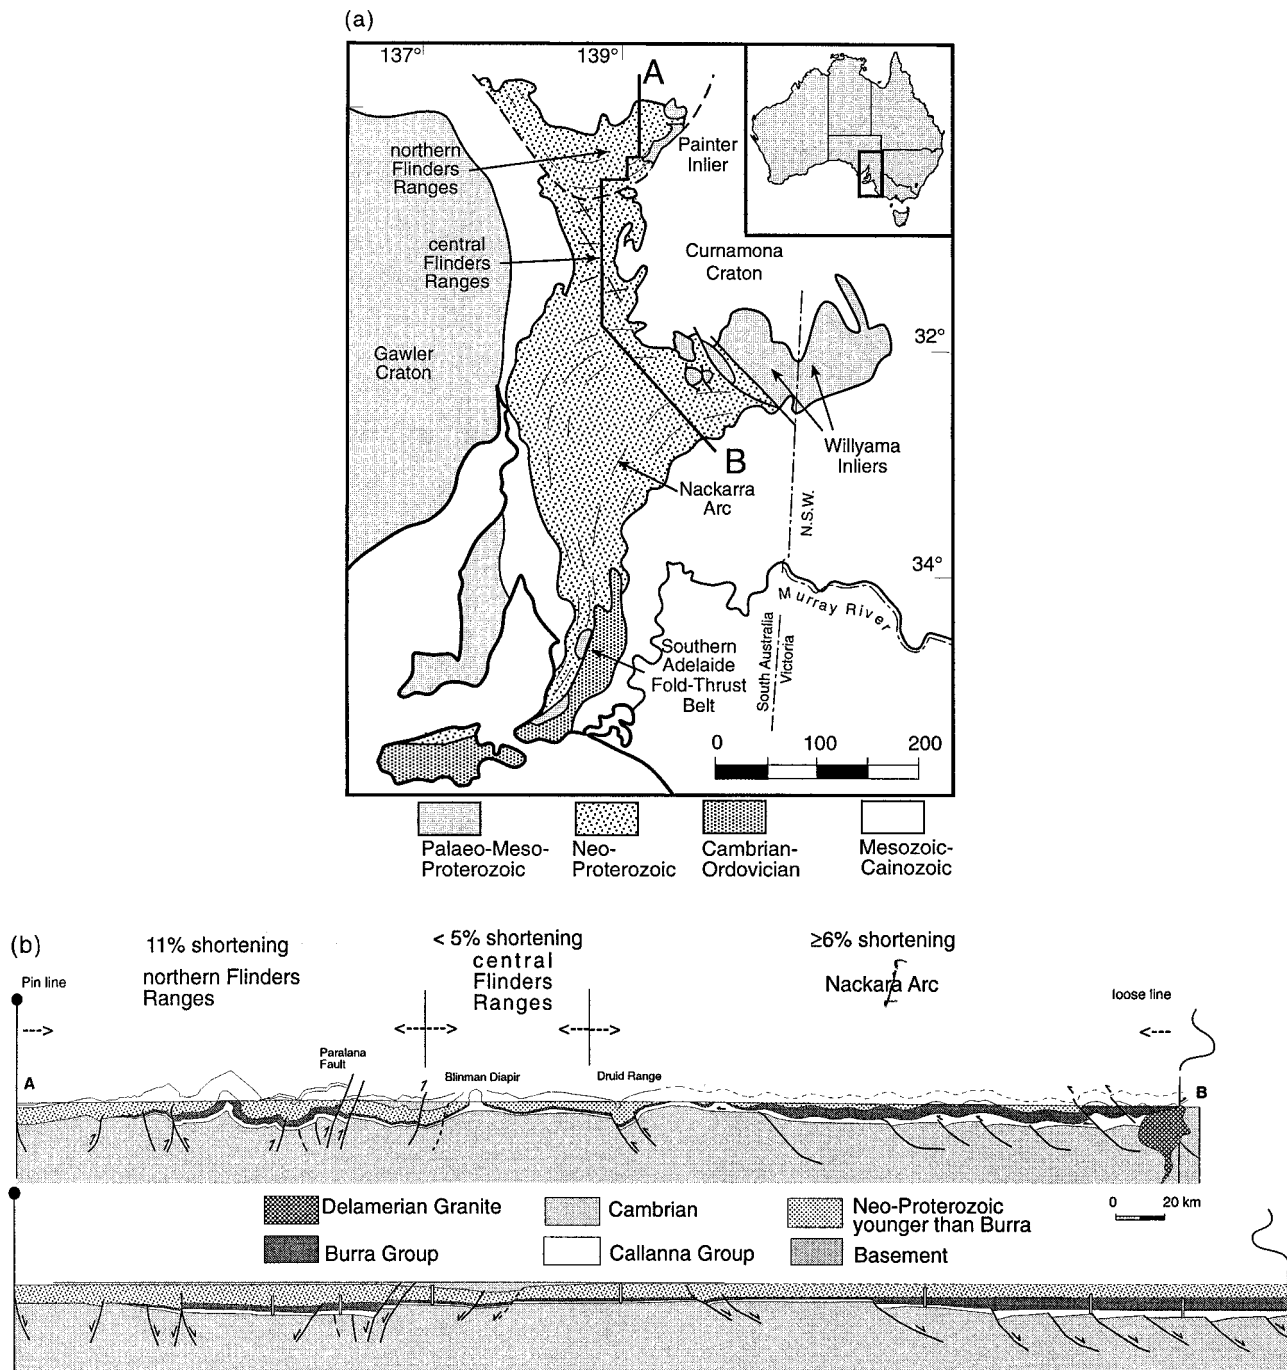 (a)
137°
139°
A
northern
Flinders
Ranges
Painter
Inlier
central
Flinders
Ranges
Curnamona
Craton
32°
Gawler
Craton
Willyama
Inliers
B
Nackarra
Arc
N.S.W.
34°
Murray River
Southern
Adelaide
Fold-Thrust
Belt
South Australia
Victoria
0 100 200
Palaeo-Meso-
Proterozoic
Neo-
Proterozoic
Cambrian-
Ordovician
Mesozoic-
Cainozoic
(b)
11% shortening
northern Flinders
Ranges
< 5% shortening
central
Flinders
Ranges
≥6% shortening
Nackara Arc
Pin line
loose line
Paralana
Fault
A
Blinman Diapir
Druid Range
B
Delamerian Granite
Cambrian
Neo-Proterozoic
younger than Burra
0 20 km
Burra Group
Callanna Group
Basement